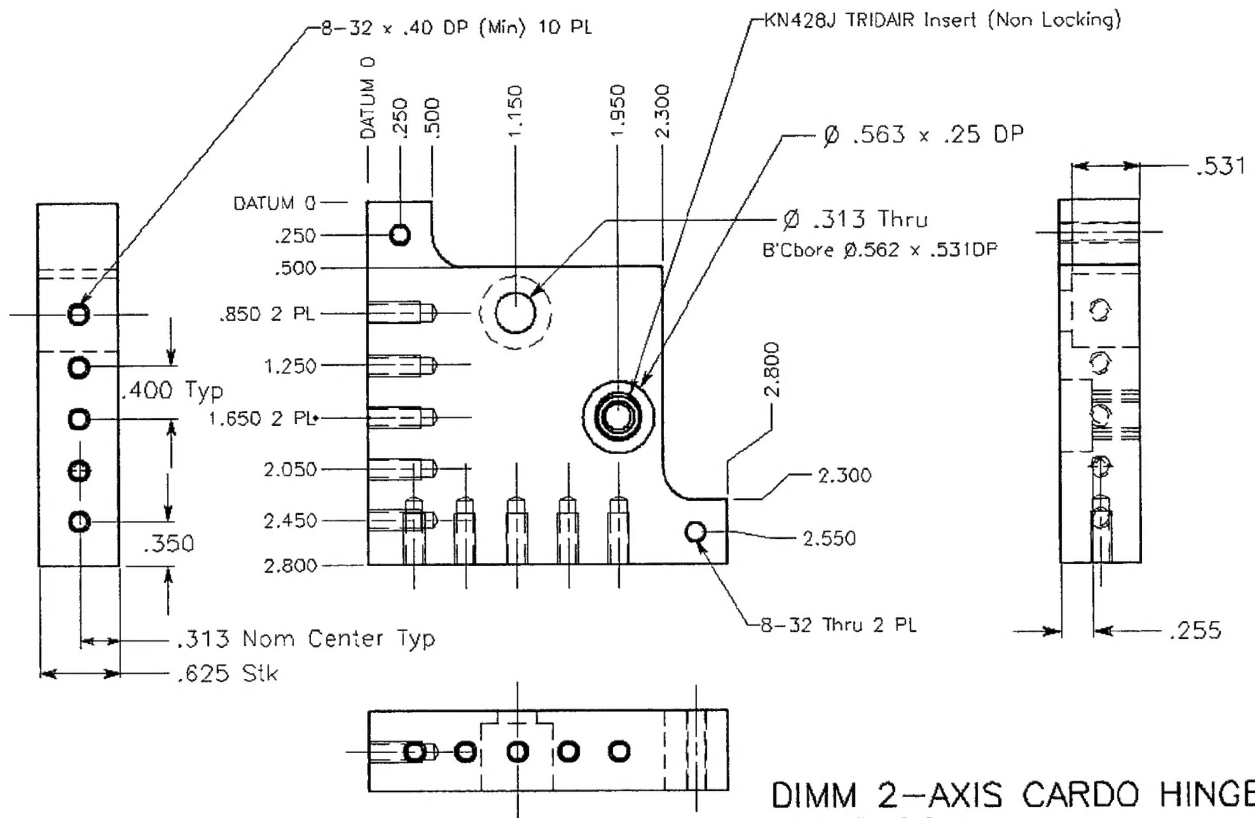 8-32 x .40 DP (Min) 10 PL
KN428J TRIDAIR Insert (Non Locking)
DATUM 0
.250
.500
1.150
1.950
2.300
Ø .563 x .25 DP
.531
DATUM 0
.250
.500
Ø .313 Thru
B'Cbore Ø.562 x .531DP
.850 2 PL
1.250
2.800
.400 Typ
1.650 2 PL
2.050
2.300
2.450
.350
2.550
2.800
8-32 Thru 2 PL
.313 Nom Center Typ
.255
.625 Stk
DIMM 2-AXIS CARDO HINGE